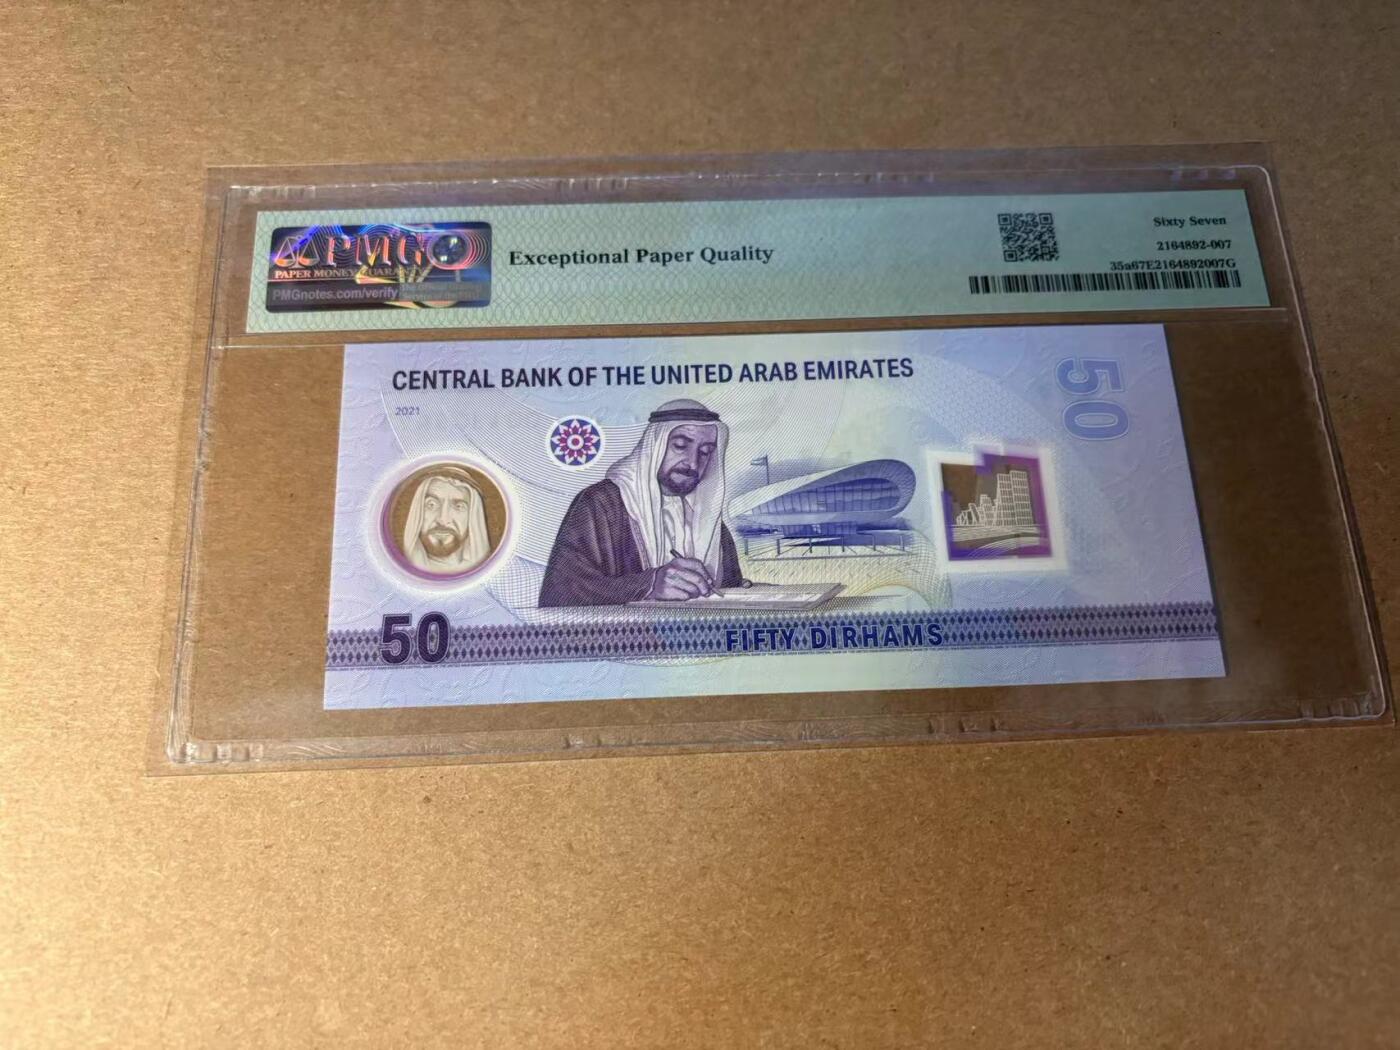 PMG
PAPER MONEY GUARANTY
PMGnotes.com/verify
Exceptional Paper Quality
Sixty Seven
2164892-007
35a67E2164892007G
CENTRAL BANK OF THE UNITED ARAB EMIRATES
2021
50
50
FIFTY DIRHAMS